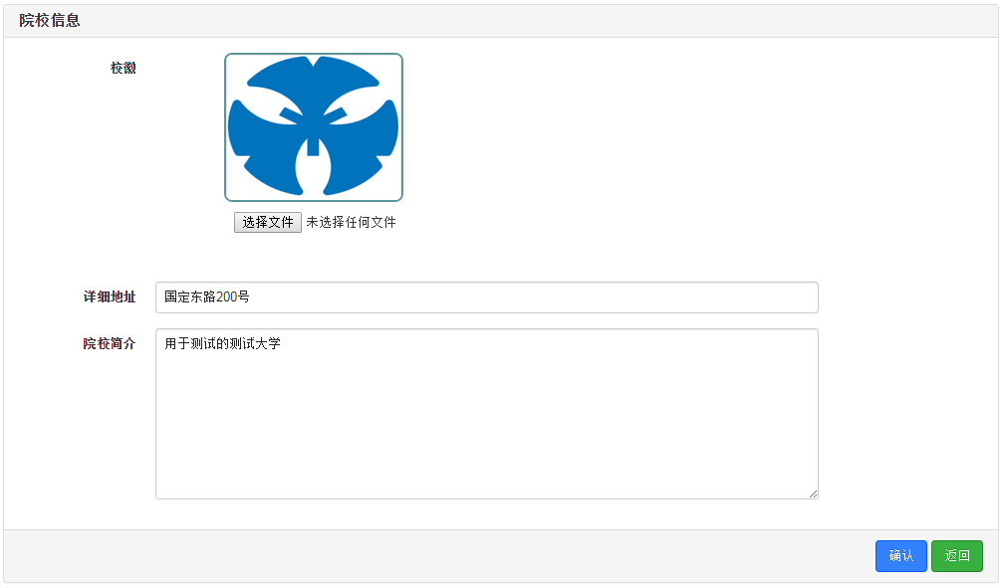 院校信息
校徽
选择文件 未选择任何文件
详细地址 国定东路200号
院校简介 用于测试的测试大学
确认 返回